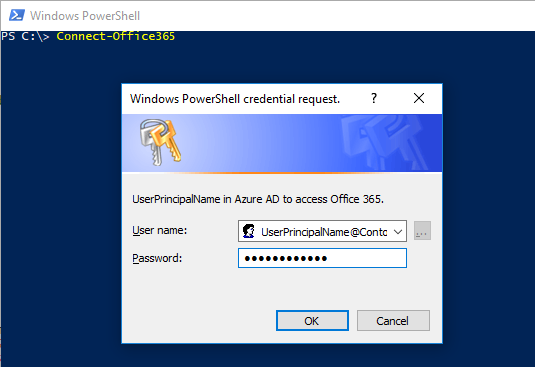 Windows PowerShell
PS C:\> Connect-Office365
Windows PowerShell credential request.
UserPrincipalName in Azure AD to access Office 365.
User name:
UserPrincipalName@Conto
...
Password:
••••••••••••
OK
Cancel